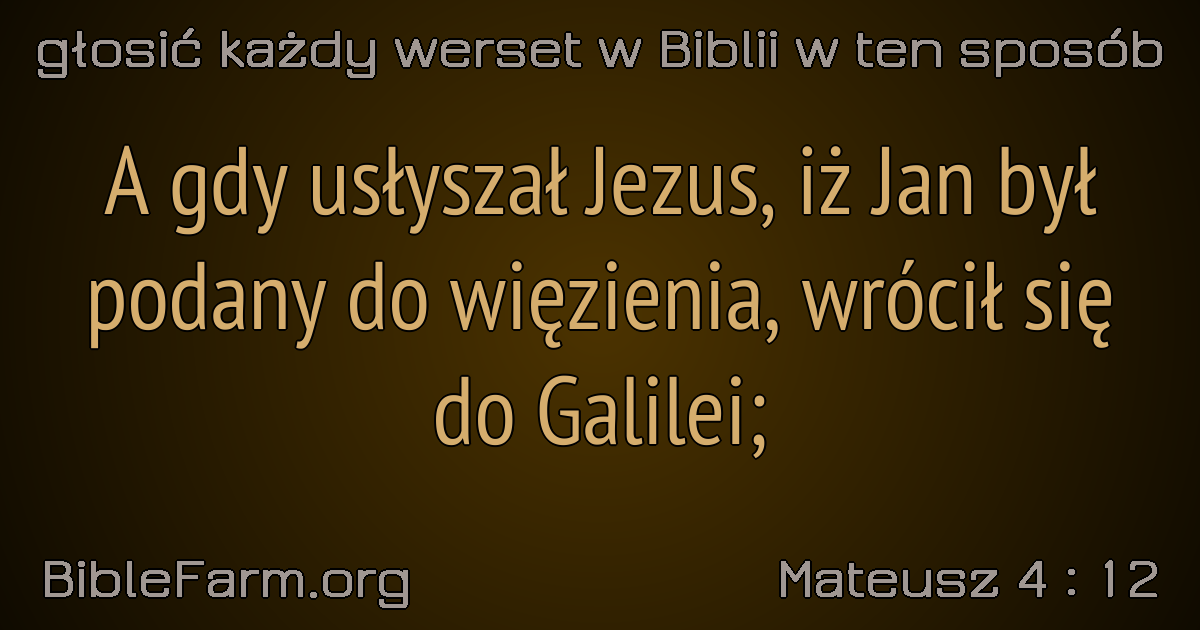 głosić każdy werset w Biblii w ten sposób
A gdy usłyszał Jezus, iż Jan był
podany do więzienia, wrócił się
do Galilei;
BibleFarm.org
Mateusz 4 : 12